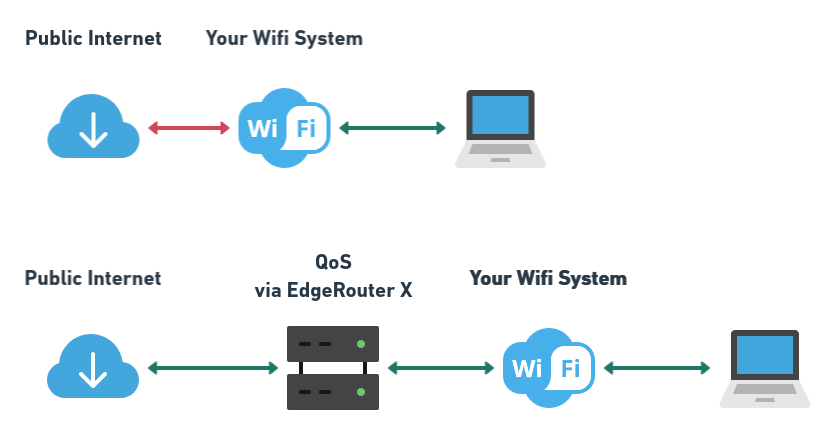 Public Internet
Your Wifi System
Wi Fi
QoS
via EdgeRouter X
Public Internet
Your Wifi System
Wi Fi